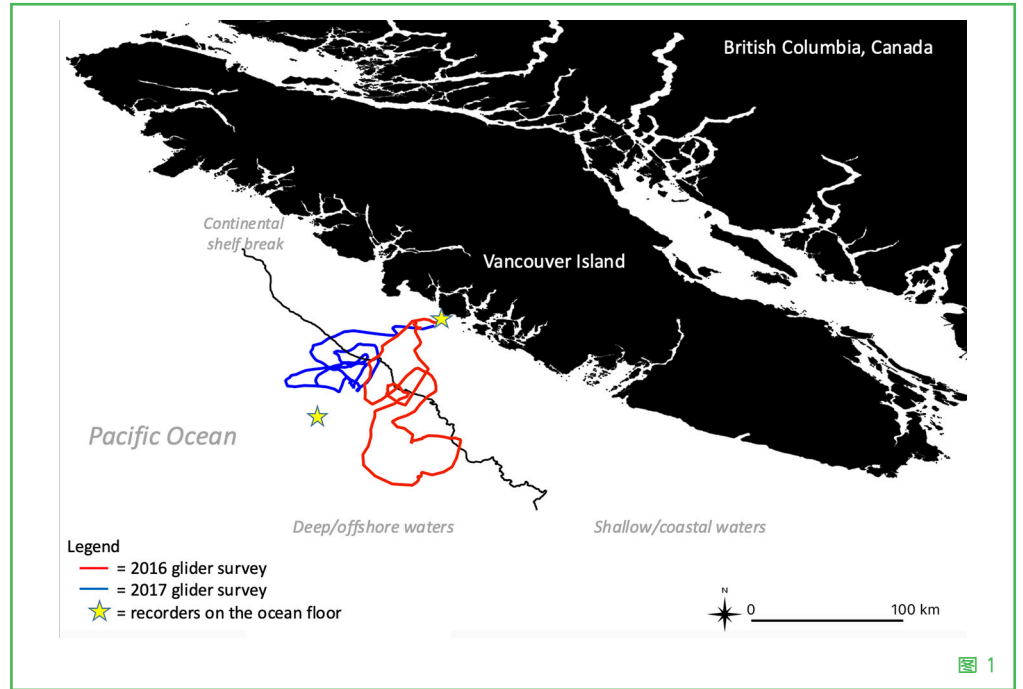 British Columbia, Canada
Continental
shelf break
Vancouver Island
Pacific Ocean
Deep/offshore waters
Shallow/coastal waters
Legend
= 2016 glider survey
= 2017 glider survey
= recorders on the ocean floor
N
0
100 km
图 1